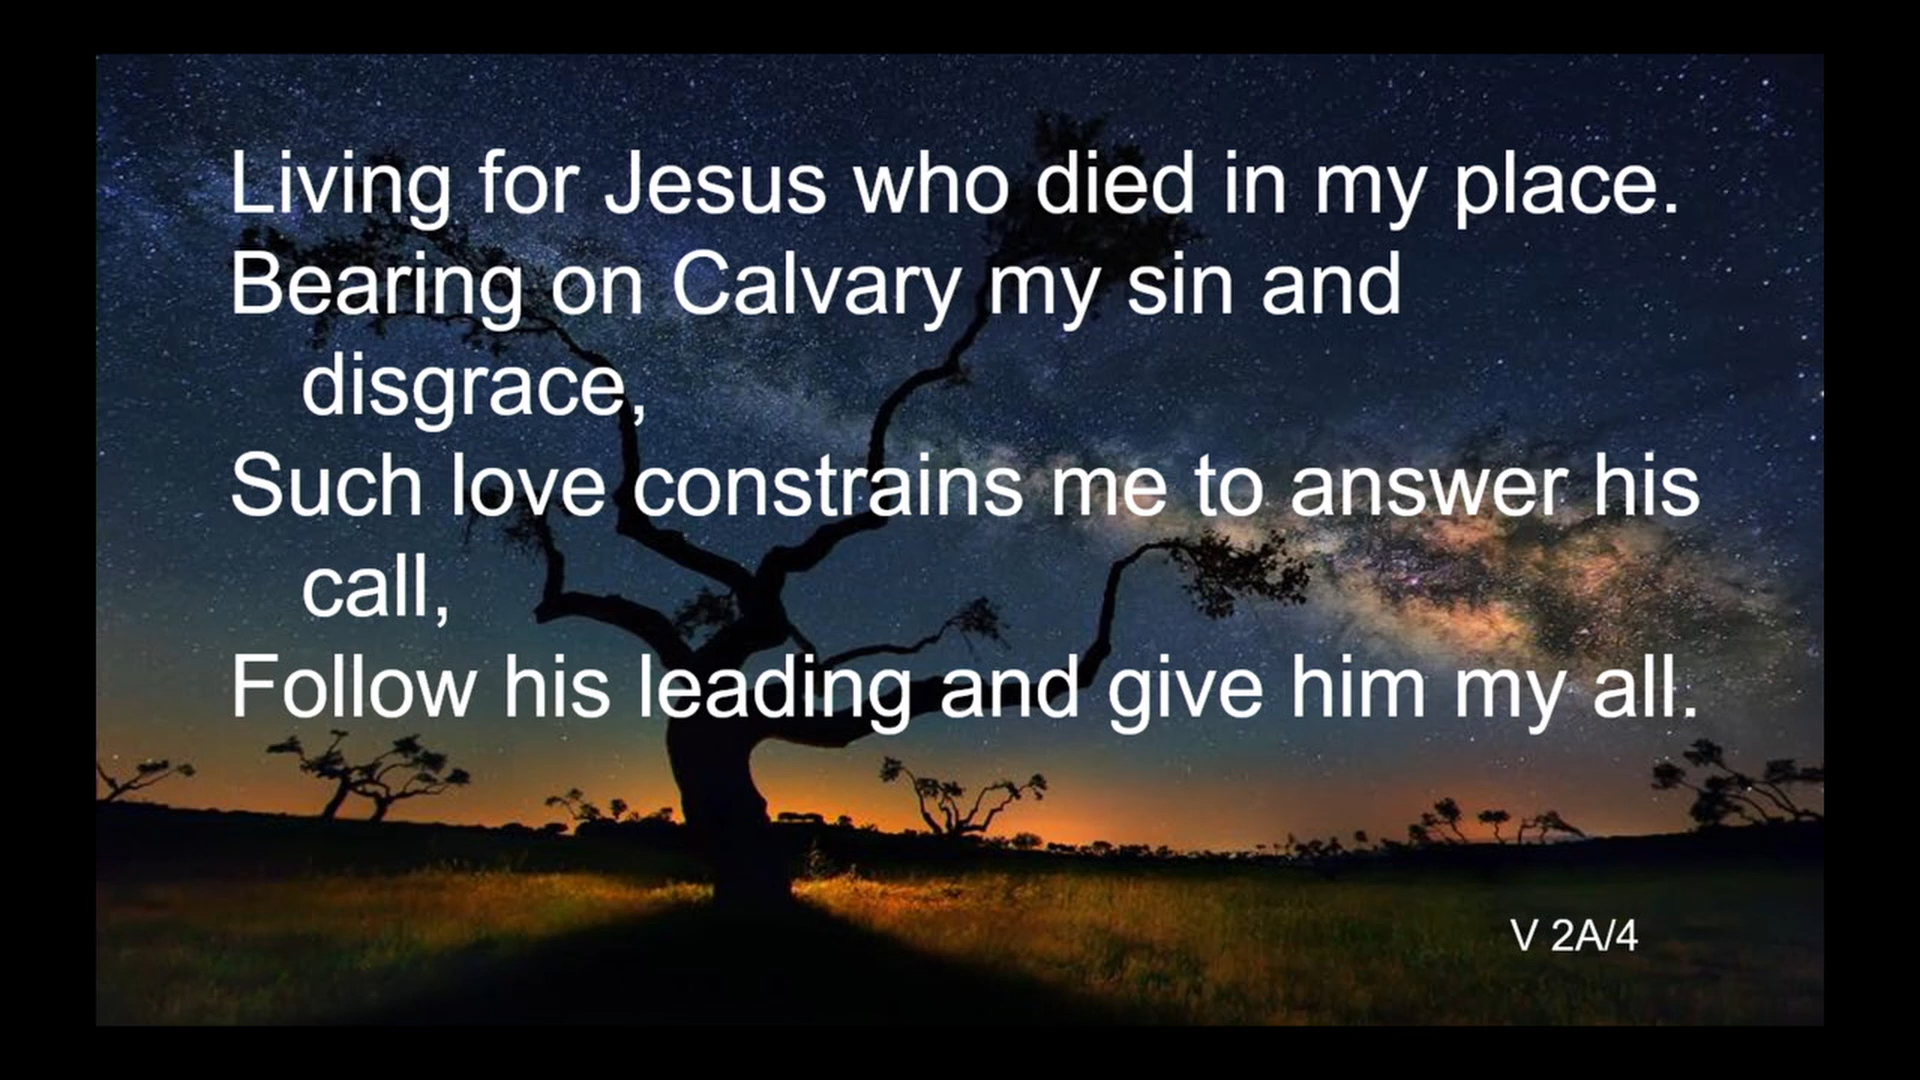 Living for Jesus who died in my place.
Bearing on Calvary my sin and
disgrace,
Such love constrains me to answer his
call,
Follow his leading and give him my all.
V 2A/4